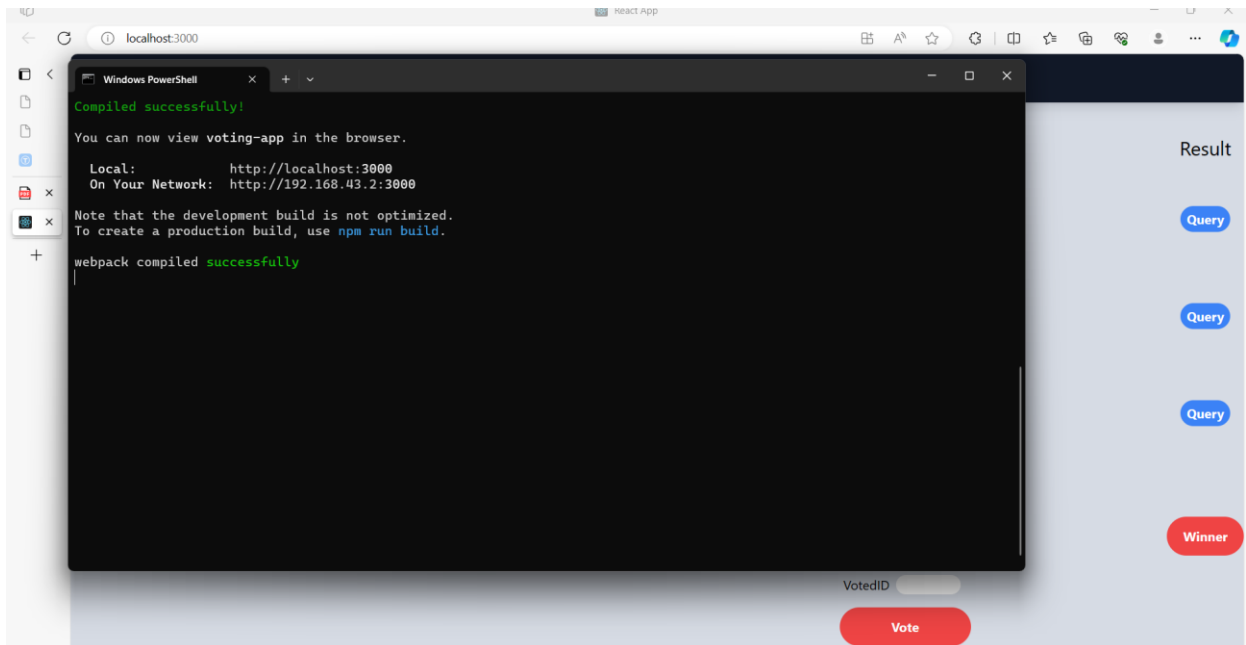 React App
localhost:3000
Windows PowerShell
Compiled successfully!
You can now view voting-app in the browser.
Local: http://localhost:3000
On Your Network: http://192.168.43.2:3000
Note that the development build is not optimized.
To create a production build, use npm run build.
webpack compiled successfully
Result
Query
Query
Query
Winner
VotedID
Vote